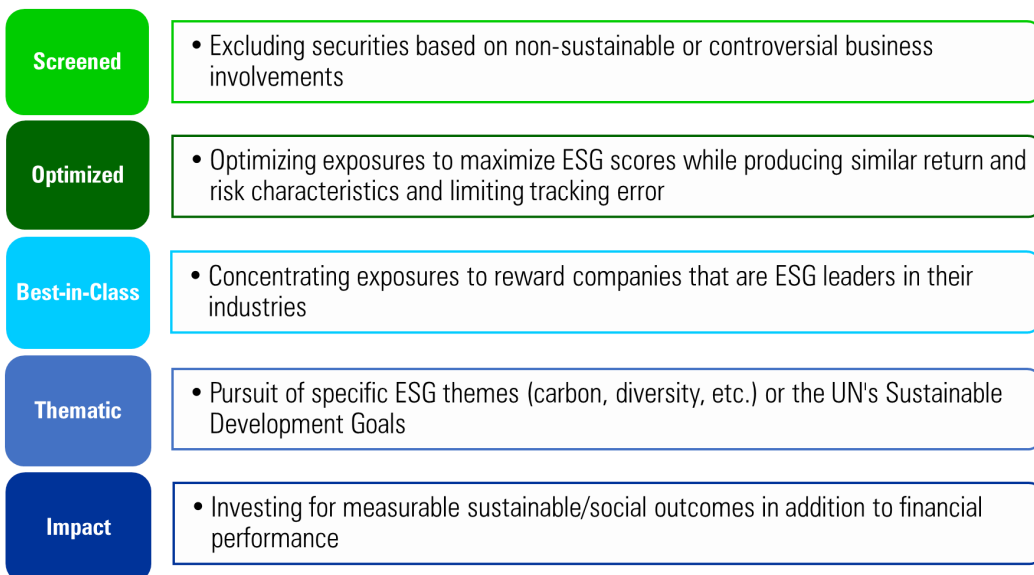 Screened
• Excluding securities based on non-sustainable or controversial business
involvements
Optimized
• Optimizing exposures to maximize ESG scores while producing similar return and
risk characteristics and limiting tracking error
Best-in-Class
• Concentrating exposures to reward companies that are ESG leaders in their
industries
Thematic
• Pursuit of specific ESG themes (carbon, diversity, etc.) or the UN's Sustainable
Development Goals
Impact
• Investing for measurable sustainable/social outcomes in addition to financial
performance